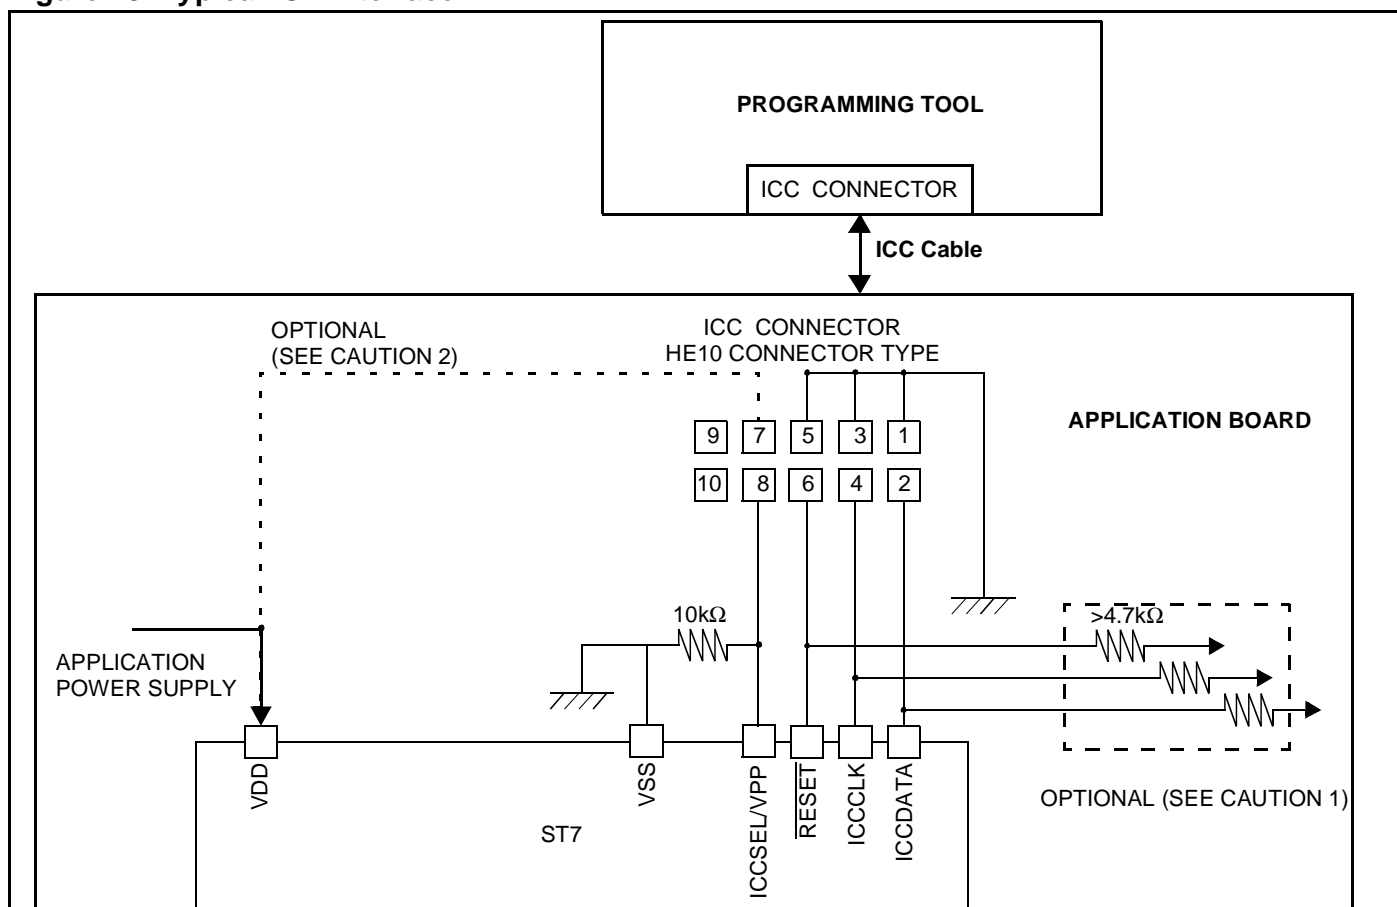 PROGRAMMING TOOL
ICC CONNECTOR
ICC Cable
OPTIONAL
(SEE CAUTION 2)
ICC CONNECTOR
HE10 CONNECTOR TYPE
APPLICATION BOARD
9 7 5 3 1
10 8 6 4 2
10kΩ
>4.7kΩ
APPLICATION
POWER SUPPLY
VDD
VSS
ICCSEL/VPP
RESET
ICCCLK
ICCDATA
OPTIONAL (SEE CAUTION 1)
ST7